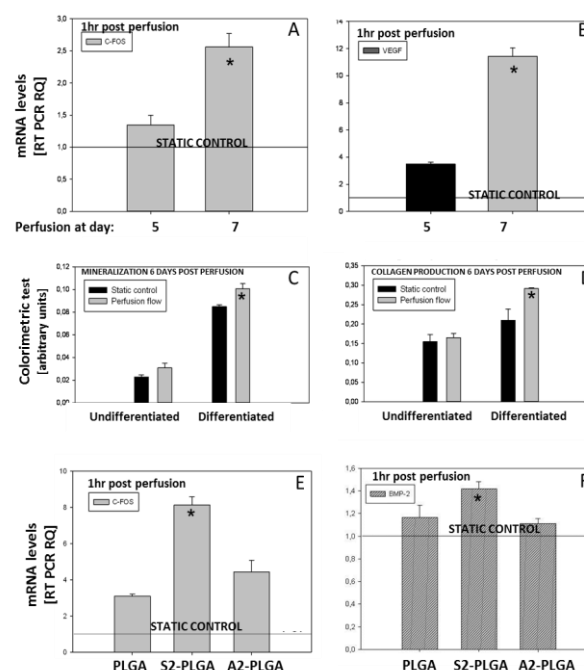 1hr post perfusion
A
C-FOS
mRNA levels
[RT PCR RQ]
3,0
2,5
2,0
1,5
1,0
0,5
0,0
*
STATIC CONTROL
Perfusion at day:
5
7
1hr post perfusion
VEGF
14
12
10
8
6
4
2
0
*
STATIC CONTROL
5
7
MINERALIZATION 6 DAYS POST PERFUSION
C
Static control
Perfusion flow
Colorimetric test
[arbitrary units]
0,12
0,10
0,08
0,06
0,04
0,02
*
Undifferentiated
Differentiated
COLLAGEN PRODUCTION 6 DAYS POST PERFUSION
Static control
Perfusion flow
0,35
0,30
0,25
0,20
0,15
0,10
0,05
0,00
*
Undifferentiated
Differentiated
1hr post perfusion
E
C-FOS
mRNA levels
[RT PCR RQ]
10
8
6
4
2
*
STATIC CONTROL
PLGA
S2-PLGA
A2-PLGA
1hr post perfusion
BMP-2
1,6
1,4
1,2
1,0
0,8
0,6
0,4
0,2
0,0
*
STATIC CONTROL
PLGA
S2-PLGA
A2-PLGA